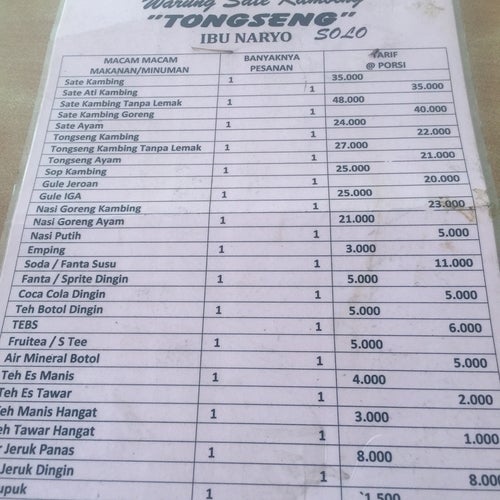 Warung Sate Kambing
"TONGSENG"
IBU NARYO SOLO
MACAM MACAM MAKANAN/MINUMAN BANYAKNYA PESANAN TARIF @ PORSI
Sate Kambing 1 35.000
Sate Ati Kambing 1 35.000
Sate Kambing Tanpa Lemak 1 48.000
Sate Kambing Goreng 1 40.000
Sate Ayam 1 24.000
Tongseng Kambing 1 22.000
Tongseng Kambing Tanpa Lemak 1 27.000
Tongseng Ayam 1 21.000
Sop Kambing 1 25.000
Gule Jeroan 1 20.000
Gule IGA 1 25.000
Nasi Goreng Kambing 1 23.000
Nasi Goreng Ayam 1 21.000
Nasi Putih 1 5.000
Emping 1 3.000
Soda / Fanta Susu 1 11.000
Fanta / Sprite Dingin 1 5.000
Coca Cola Dingin 1 5.000
Teh Botol Dingin 1 5.000
TEBS 1 6.000
Fruitea / S Tee 1 5.000
Air Mineral Botol 1 5.000
Teh Es Manis 1 4.000
Teh Es Tawar 1 2.000
eh Manis Hangat 1 3.000
eh Tawar Hangat 1 1.000
Jeruk Panas 1 8.000
Jeruk Dingin 1 8.000
upuk 1 1.500